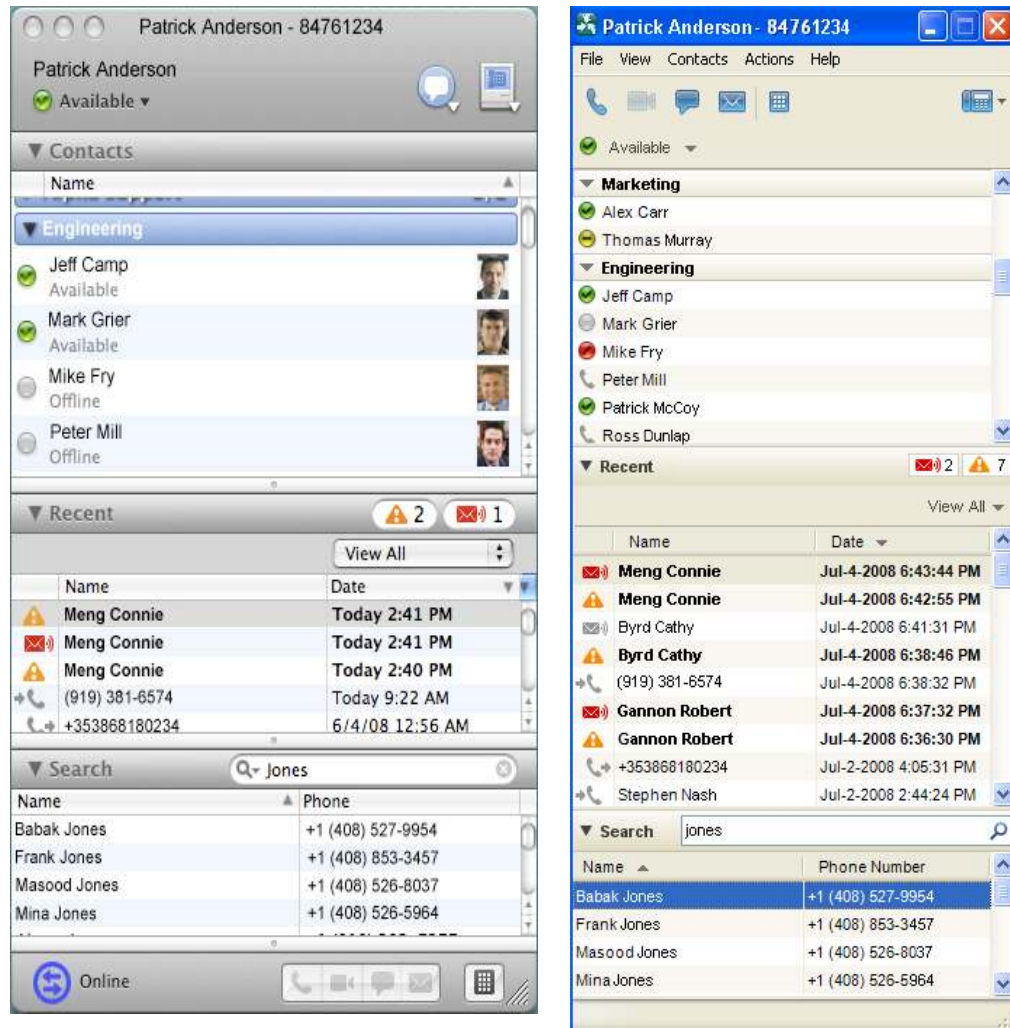 Patrick Anderson - 84761234
Patrick Anderson
Available
Contacts
Name
Engineering
Jeff Camp
Available
Mark Grier
Available
Mike Fry
Offline
Peter Mill
Offline
Recent 2 1
View All
Name Date
Meng Connie Today 2:41 PM
Meng Connie Today 2:41 PM
Meng Connie Today 2:40 PM
(919) 381-6574 Today 9:22 AM
+353868180234 6/4/08 12:56 AM
Search Jones
Name Phone
Babak Jones +1 (408) 527-9954
Frank Jones +1 (408) 853-3457
Masood Jones +1 (408) 526-8037
Mina Jones +1 (408) 526-5964
Online
Patrick Anderson - 84761234
File View Contacts Actions Help
Available
Marketing
Alex Carr
Thomas Murray
Engineering
Jeff Camp
Mark Grier
Mike Fry
Peter Mill
Patrick McCoy
Ross Dunlap
Recent 2 7
View All
Name Date
Meng Connie Jul-4-2008 6:43:44 PM
Meng Connie Jul-4-2008 6:42:55 PM
Byrd Cathy Jul-4-2008 6:41:31 PM
Byrd Cathy Jul-4-2008 6:38:46 PM
(919) 381-6574 Jul-4-2008 6:38:32 PM
Gannon Robert Jul-4-2008 6:37:32 PM
Gannon Robert Jul-4-2008 6:36:30 PM
+353868180234 Jul-2-2008 4:05:31 PM
Stephen Nash Jul-2-2008 2:44:24 PM
Search jones
Name Phone Number
Babak Jones +1 (408) 527-9954
Frank Jones +1 (408) 853-3457
Masood Jones +1 (408) 526-8037
Mina Jones +1 (408) 526-5964